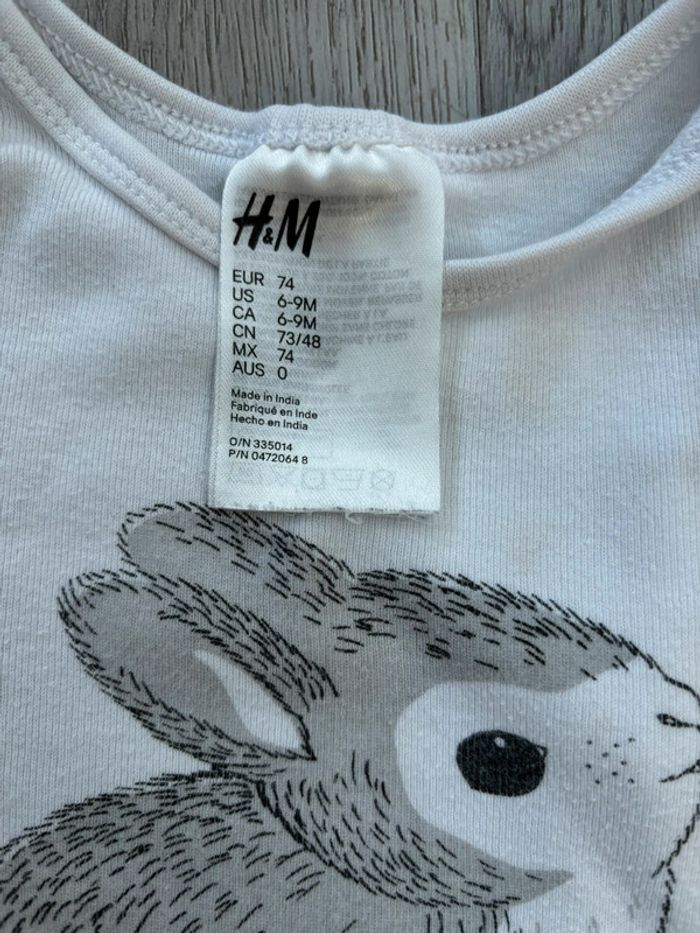 H&M
EUR 74
US 6-9M
CA 6-9M
CN 73/48
MX 74
AUS 0
Made in India
Fabriqué en Inde
Hecho en India
O/N 335014
P/N 0472064 8